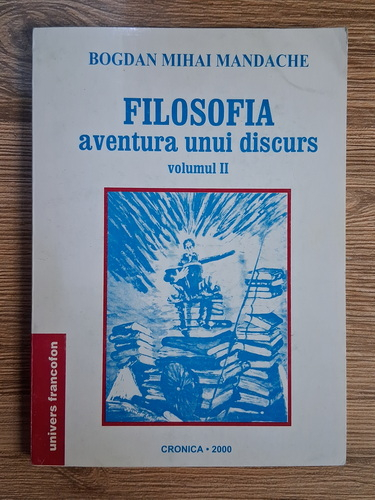 BOGDAN MIHAI MANDACHE
FILOSOFIA
aventura unui discurs
volumul II
univers francofon
CRONICA • 2000